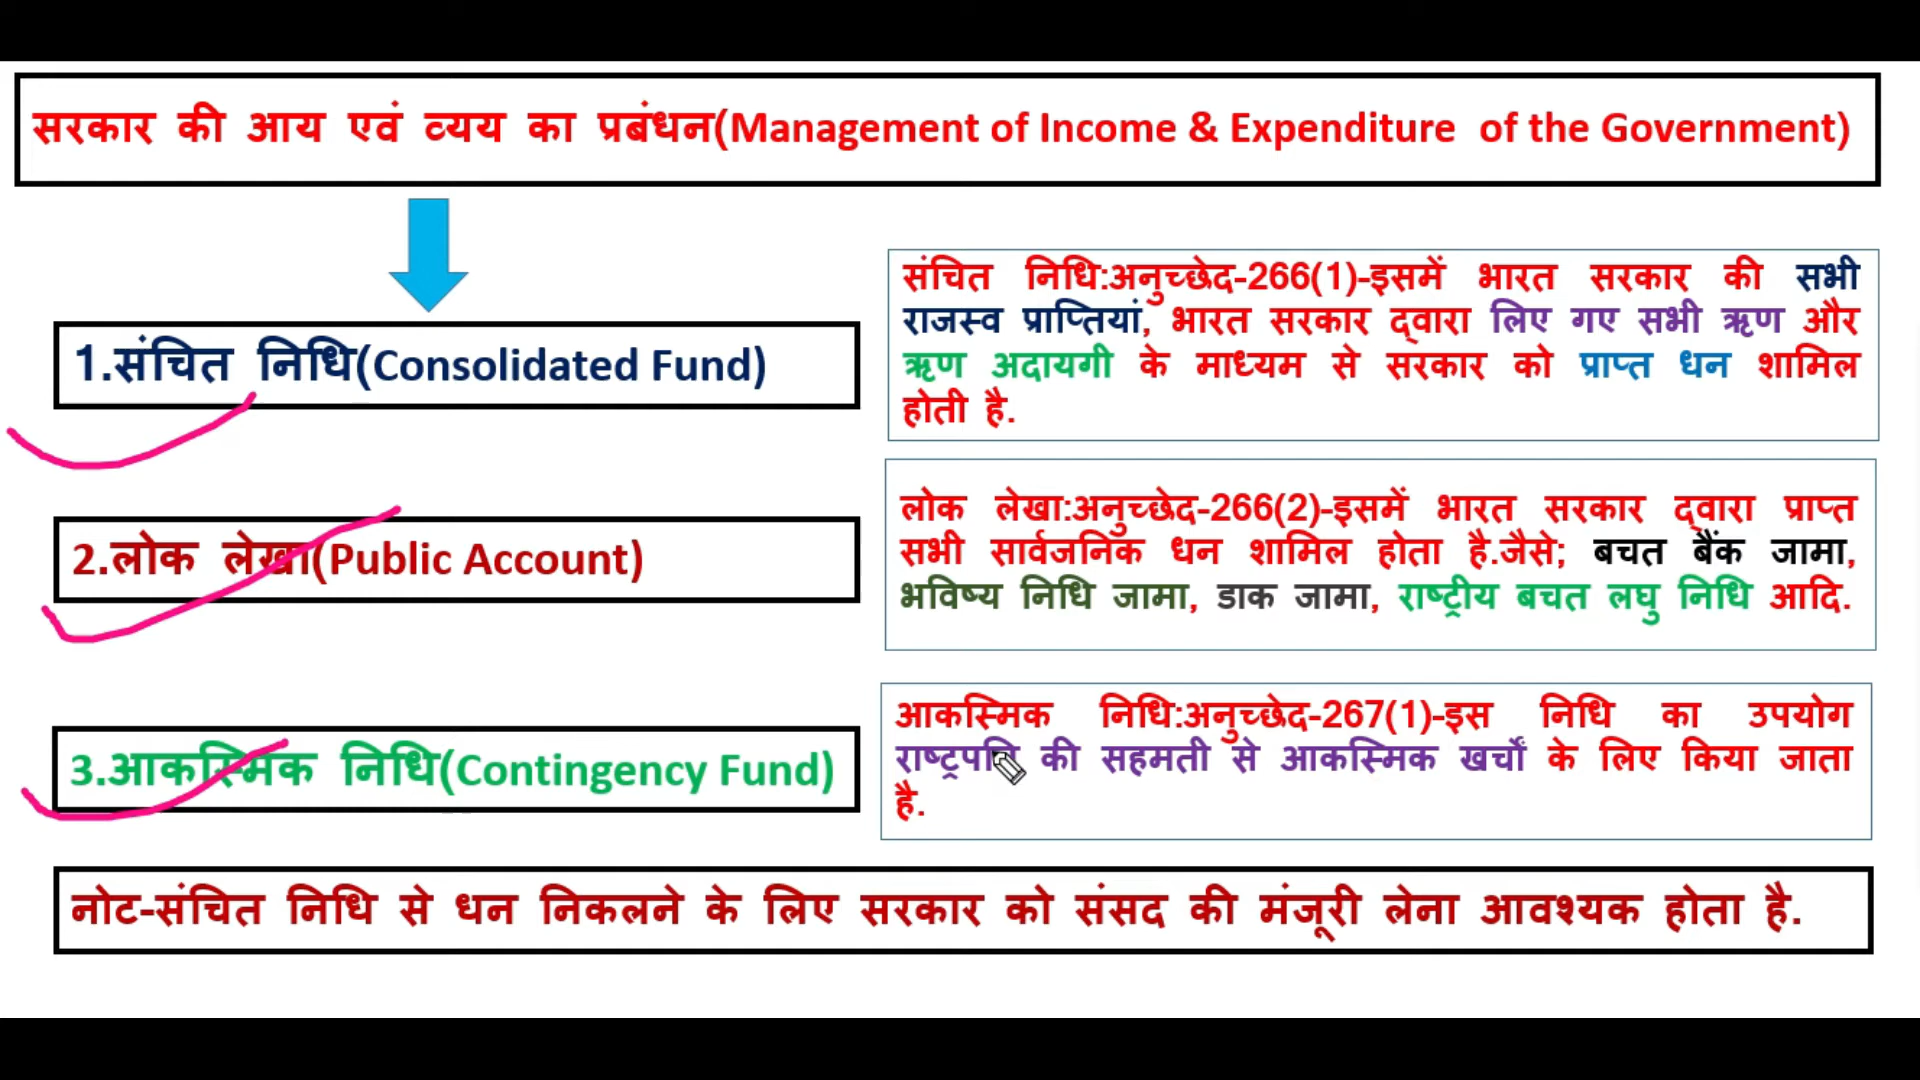 सरकार की आय एवं व्यय का प्रबंधन(Management of Income & Expenditure of the Government)
1.संचित निधि(Consolidated Fund)
संचित निधि:अनुच्छेद-266(1)-इसमें भारत सरकार की सभी
राजस्व प्राप्तियां, भारत सरकार द्वारा लिए गए सभी ऋण और
ऋण अदायगी के माध्यम से सरकार को प्राप्त धन शामिल
होती है.
2.लोक लेखा(Public Account)
लोक लेखा:अनुच्छेद-266(2)-इसमें भारत सरकार द्वारा प्राप्त
सभी सार्वजनिक धन शामिल होता है.जैसे; बचत बैंक जामा,
भविष्य निधि जामा, डाक जामा, राष्ट्रीय बचत लघु निधि आदि.
3.आकस्मिक निधि(Contingency Fund)
आकस्मिक निधि:अनुच्छेद-267(1)-इस निधि का उपयोग
राष्ट्रपति की सहमती से आकस्मिक खर्चों के लिए किया जाता
है.
नोट-संचित निधि से धन निकलने के लिए सरकार को संसद की मंजूरी लेना आवश्यक होता है.